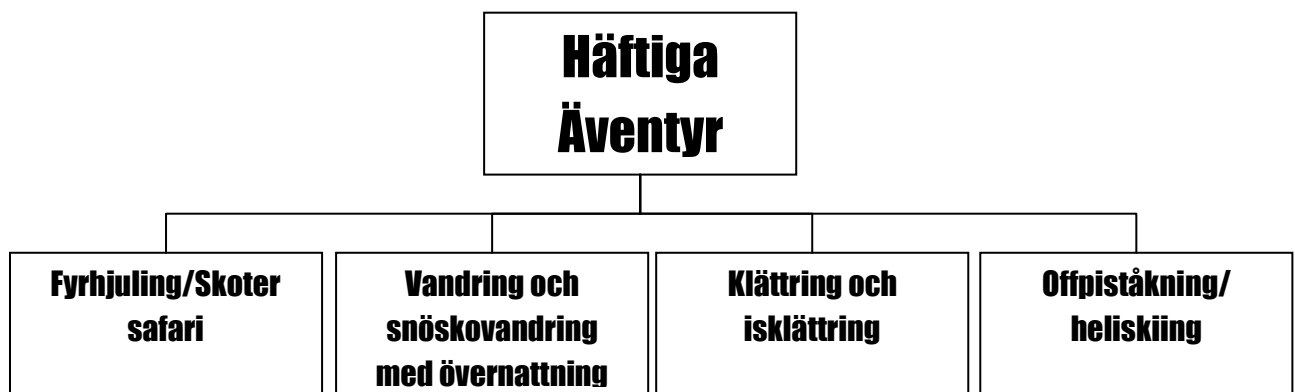 Häftiga
Äventyr
Fyrhjuling/Skoter
safari
Vandring och
snöskovandring
med övernattning
Klättring och
isklättring
Offpiståkning/
heliskiing